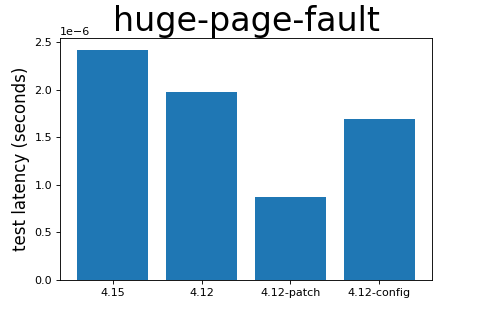 huge-page-fault
1e−6
2.5
2.0
1.5
1.0
0.5
0.0
test latency (seconds)
4.15 4.12 4.12-patch 4.12-config